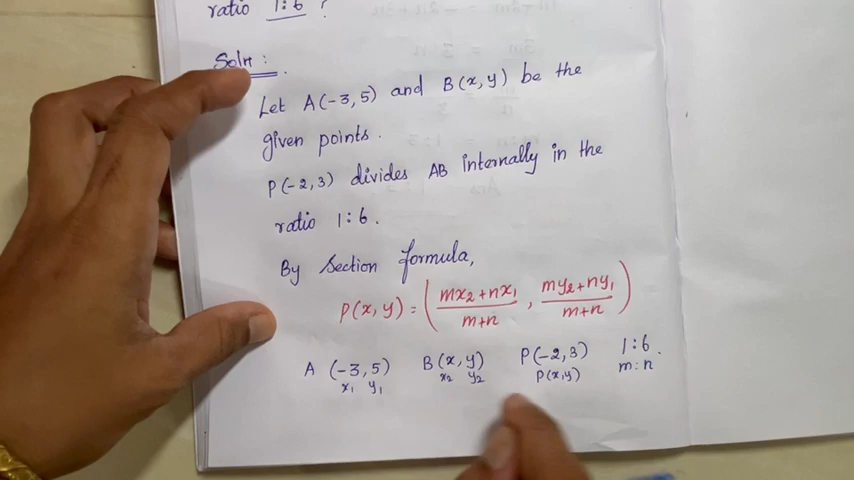 ratio 1:6 ?
Soln :
Let A(-3, 5) and B(x, y) be the
given points.
P(-2, 3) divides AB internally in the
ratio 1:6.
By Section formula,
P(x, y) = ( mx₂+nx₁ / m+n , my₂+ny₁ / m+n )
A (-3, 5) B(x, y) P(-2, 3) 1:6.
x₁ y₁ x₂ y₂ P(x, y) m:n